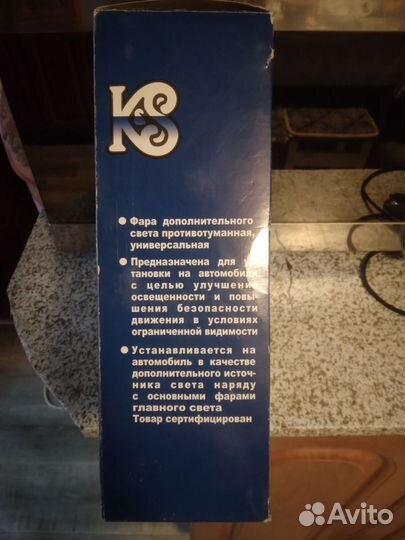 KS
● Фара дополнительного
света противотуманная,
универсальная
● Предназначена для ус-
тановки на автомобиль
с целью улучшения
освещенности и повы-
шения безопасности
движения в условиях
ограниченной видимости
● Устанавливается на
автомобиль в качестве
дополнительного источ-
ника света наряду
с основными фарами
главного света
Товар сертифицирован
Avito